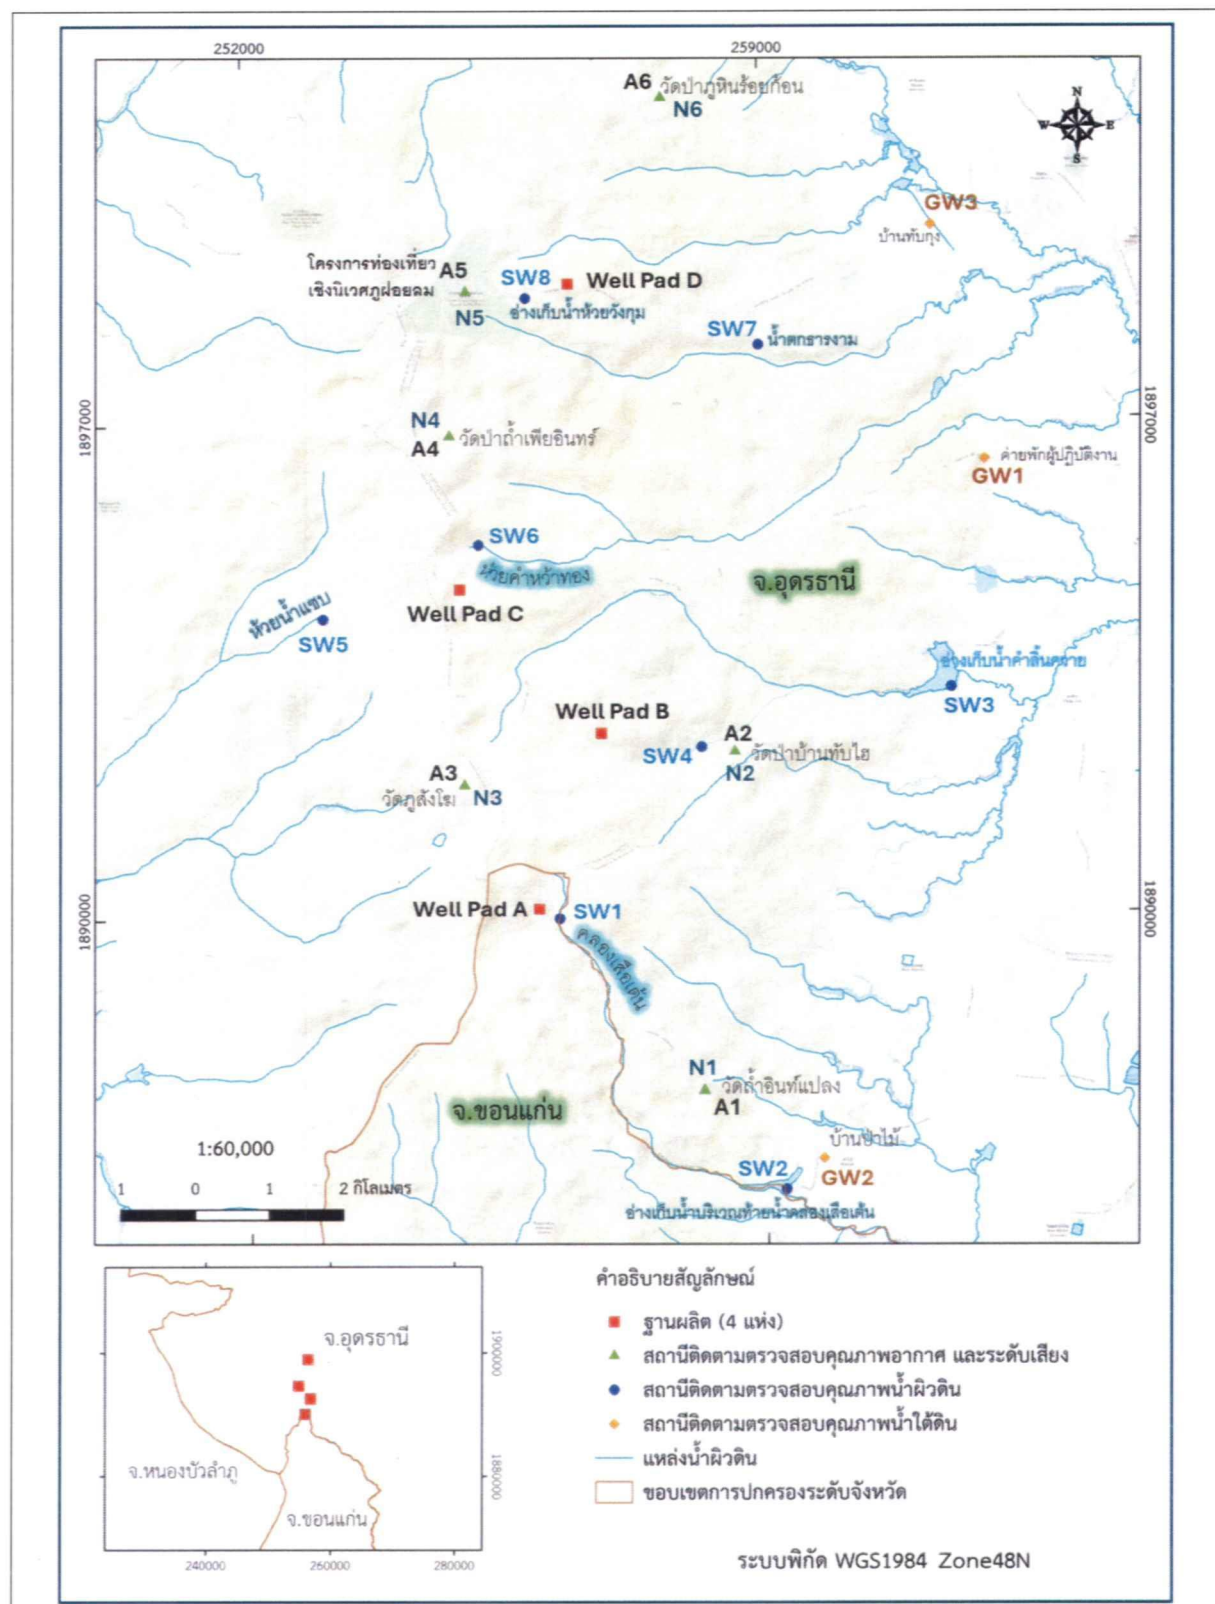 252000
259000
A6 วัดป่าภูหินร้อยก้อน
N6
N
W E
S
GW3
บ้านทับกุง
โครงการท่องเที่ยว
เชิงนิเวศภูฝอยลม
A5
N5
SW8
อ่างเก็บน้ำห้วยวังกุม
Well Pad D
SW7
น้ำตกธารงาม
1897000
1897000
N4
A4
วัดป่าถ้ำเพียอินทร์
ค่ายพักผู้ปฏิบัติงาน
GW1
SW6
ห้วยคำหว้าทอง
จ.อุดรธานี
Well Pad C
ห้วยน้ำแซบ
SW5
อ่างเก็บน้ำคำลิ้นควาย
SW3
Well Pad B
SW4
A2
วัดป่าบ้านทับไฮ
N2
A3
วัดภูสังโฆ
N3
Well Pad A
SW1
คลองเสือเต้น
1890000
1890000
N1
วัดถ้ำอินทร์แปลง
A1
จ.ขอนแก่น
บ้านป่าไม้
GW2
SW2
อ่างเก็บน้ำบริเวณท้ายน้ำคลองเสือเต้น
1:60,000
1 0 1 2 กิโลเมตร
จ.อุดรธานี
จ.หนองบัวลำภู
จ.ขอนแก่น
1900000
1880000
240000 260000 280000
คำอธิบายสัญลักษณ์
ฐานผลิต (4 แห่ง)
สถานีติดตามตรวจสอบคุณภาพอากาศ และระดับเสียง
สถานีติดตามตรวจสอบคุณภาพน้ำผิวดิน
สถานีติดตามตรวจสอบคุณภาพน้ำใต้ดิน
แหล่งน้ำผิวดิน
ขอบเขตการปกครองระดับจังหวัด
ระบบพิกัด WGS1984 Zone48N